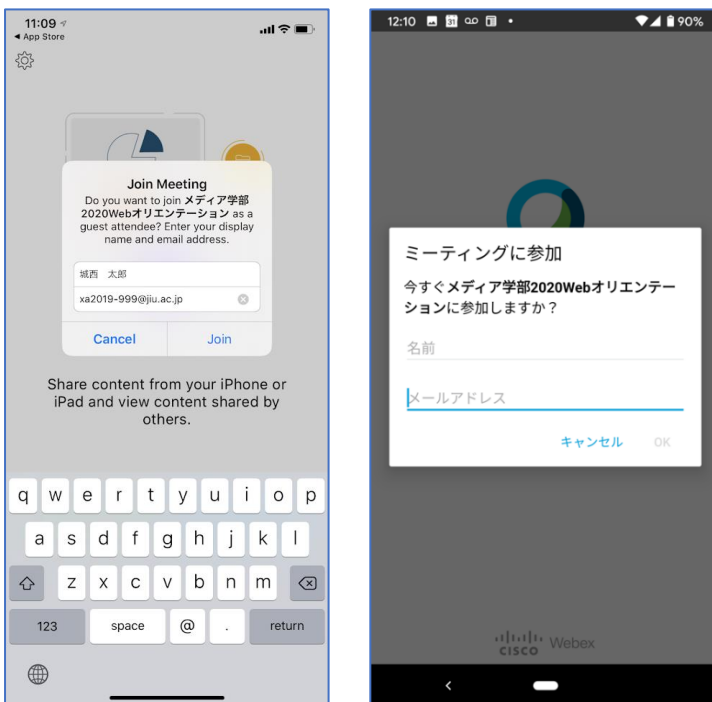 11:09
◀ App Store
Join Meeting
Do you want to join メディア学部
2020Webオリエンテーション as a
guest attendee? Enter your display
name and email address.
城西　太郎
xa2019-999@jiu.ac.jp
Cancel Join
Share content from your iPhone or
iPad and view content shared by
others.
q w e r t y u i o p
a s d f g h j k l
z x c v b n m
123 space @ . return
12:10 31 90%
ミーティングに参加
今すぐメディア学部2020Webオリエンテー
ションに参加しますか？
名前
メールアドレス
キャンセル OK
CISCO Webex